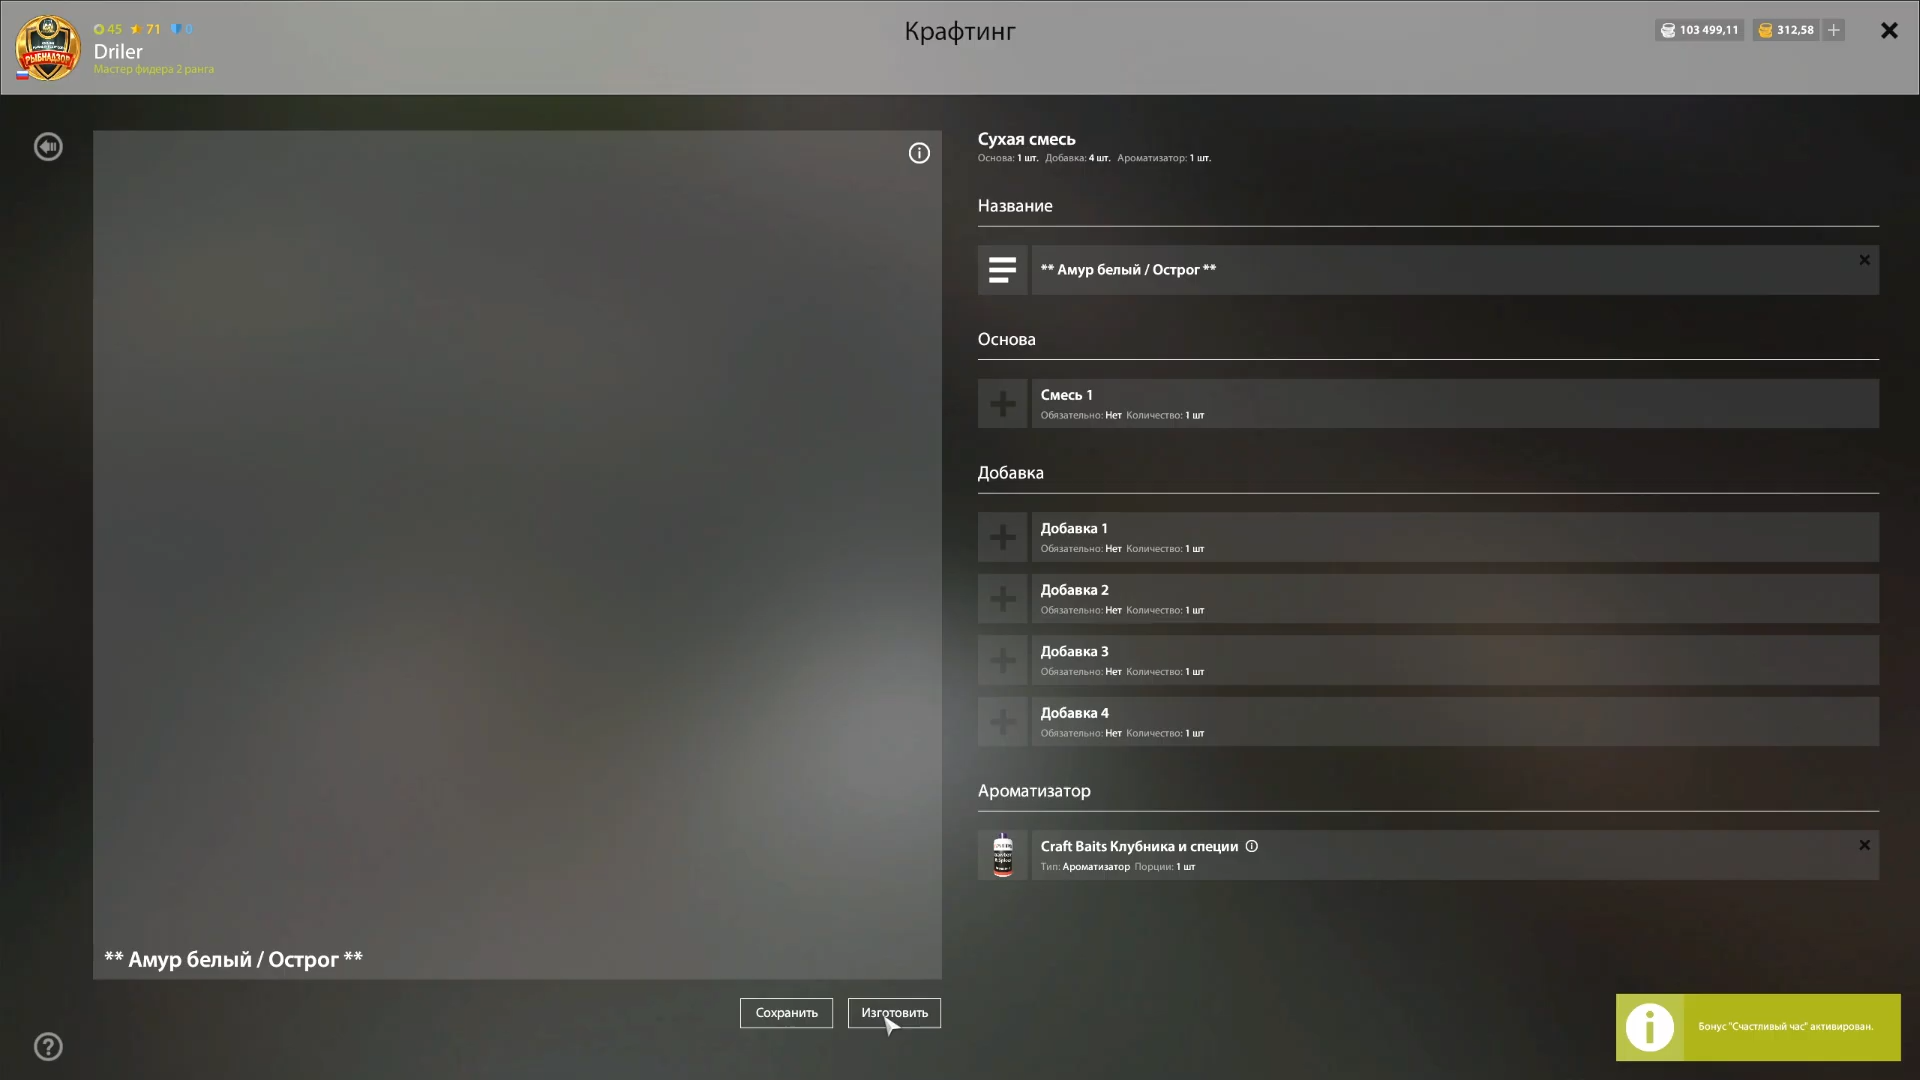 45 71 0
Driler
Мастер фидера 2 ранга
РЫБНАДЗОР
Крафтинг
103 499,11 312,58
Сухая смесь
Основа: 1 шт. Добавка: 4 шт. Ароматизатор: 1 шт.
Название
** Амур белый / Острог **
Основа
Смесь 1
Обязательно: Нет Количество: 1 шт
Добавка
Добавка 1
Обязательно: Нет Количество: 1 шт
Добавка 2
Обязательно: Нет Количество: 1 шт
Добавка 3
Обязательно: Нет Количество: 1 шт
Добавка 4
Обязательно: Нет Количество: 1 шт
Ароматизатор
Craft Baits Клубника и специи
Тип: Ароматизатор Порции: 1 шт
** Амур белый / Острог **
Сохранить Изготовить
Бонус "Счастливый час" активирован.